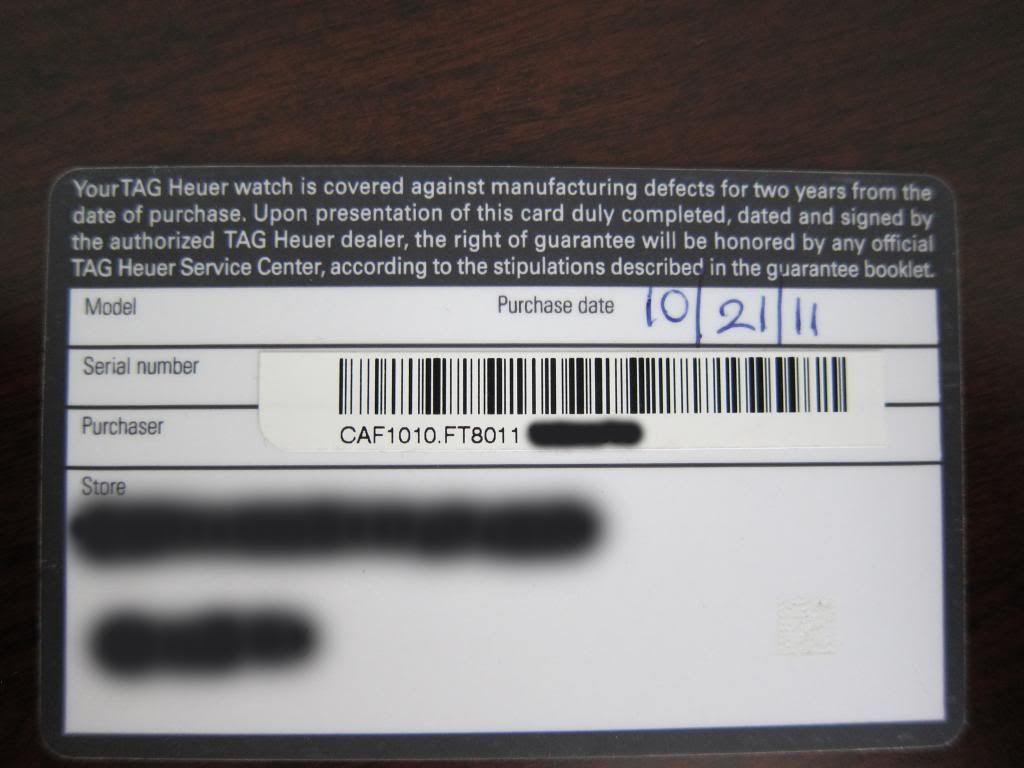 Your TAG Heuer watch is covered against manufacturing defects for two years from the
date of purchase. Upon presentation of this card duly completed, dated and signed by
the authorized TAG Heuer dealer, the right of guarantee will be honored by any official
TAG Heuer Service Center, according to the stipulations described in the guarantee booklet.
Model Purchase date 10/21/11
Serial number
CAF1010.FT8011
Purchaser
Store